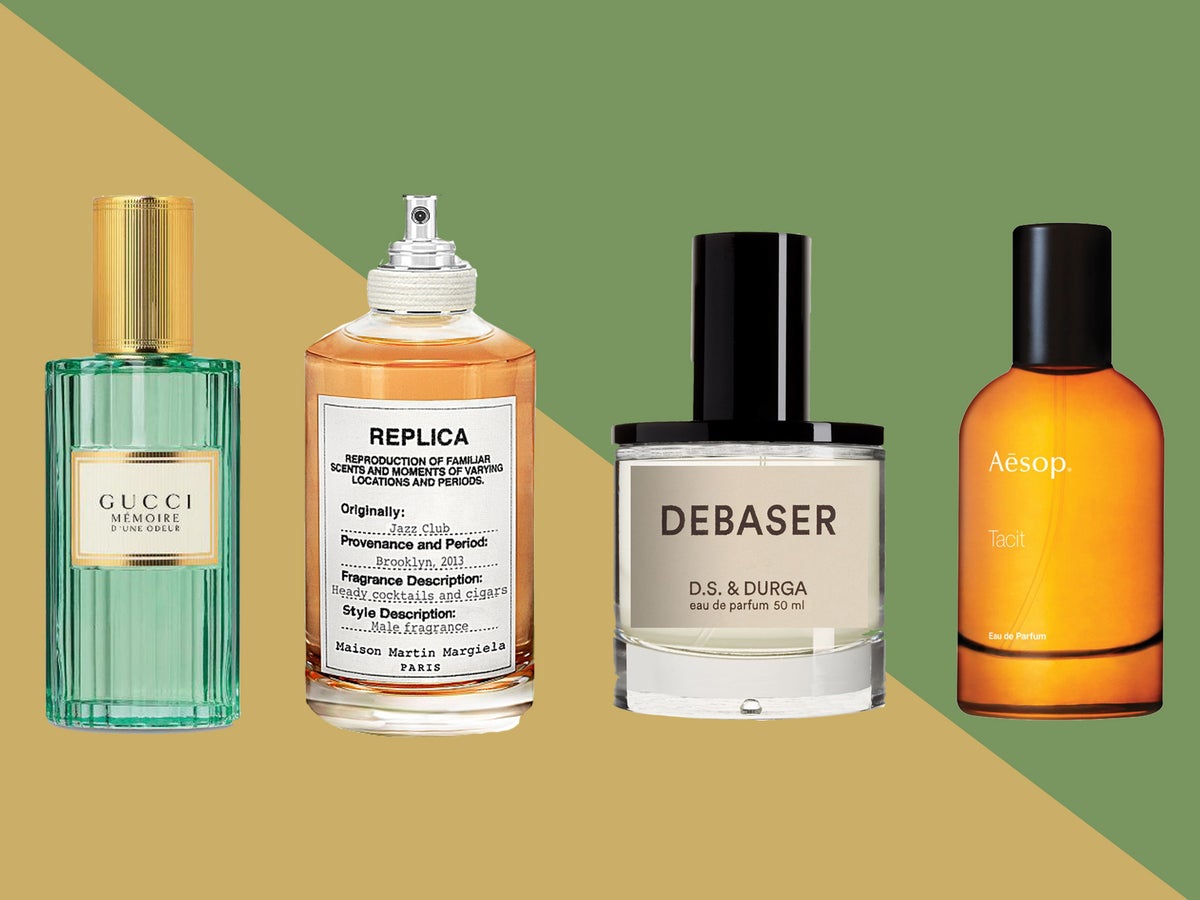 GUCCI
MÉMOIRE
D'UNE ODEUR
REPLICA
REPRODUCTION OF FAMILIAR
SCENTS AND MOMENTS OF VARYING
LOCATIONS AND PERIODS.
Originally:
Jazz Club
Provenance and Period:
Brooklyn, 2013
Fragrance Description:
Heady cocktails and cigars
Style Description:
Male fragrance
Maison Martin Margiela
PARIS
DEBASER
D.S. & DURGA
eau de parfum 50 ml
Aēsop.
Tacit
Eau de Parfum